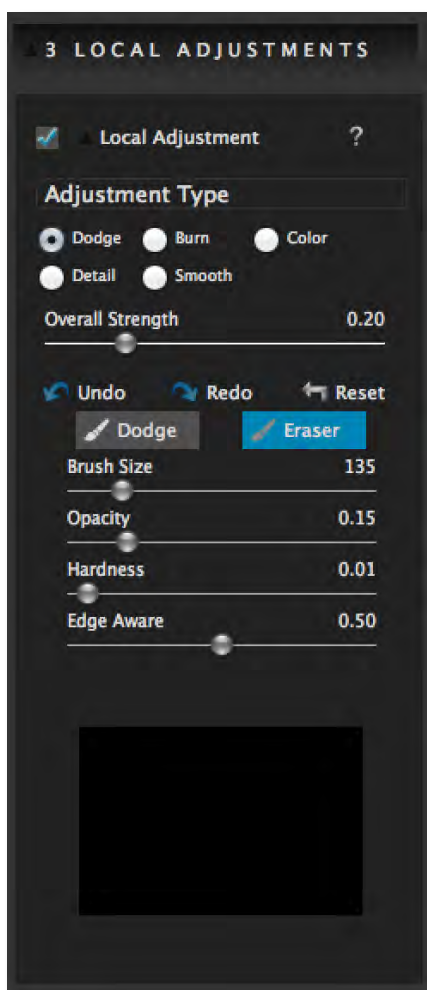 3 LOCAL ADJUSTMENTS
Local Adjustment ?
Adjustment Type
Dodge Burn Color
Detail Smooth
Overall Strength 0.20
Undo Redo Reset
Dodge Eraser
Brush Size 135
Opacity 0.15
Hardness 0.01
Edge Aware 0.50